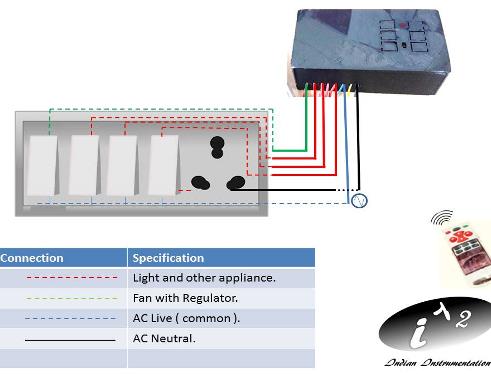 Connection Specification
Light and other appliance.
Fan with Regulator.
AC Live ( common ).
AC Neutral.
i 2
Indian Instrumentation